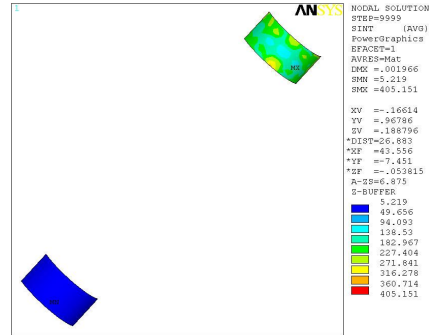 1
ANSYS
NODAL SOLUTION
STEP=9999
SINT (AVG)
PowerGraphics
EFACET=1
AVRES=Mat
DMX =.001966
SMN =5.219
SMX =405.151
XV =-.16614
YV =.96786
ZV =.188796
*DIST=26.883
*XF =43.556
*YF =-7.451
*ZF =-.053815
A-ZS=6.875
Z-BUFFER
5.219
49.656
94.093
138.53
182.967
227.404
271.841
316.278
360.714
405.151
MX